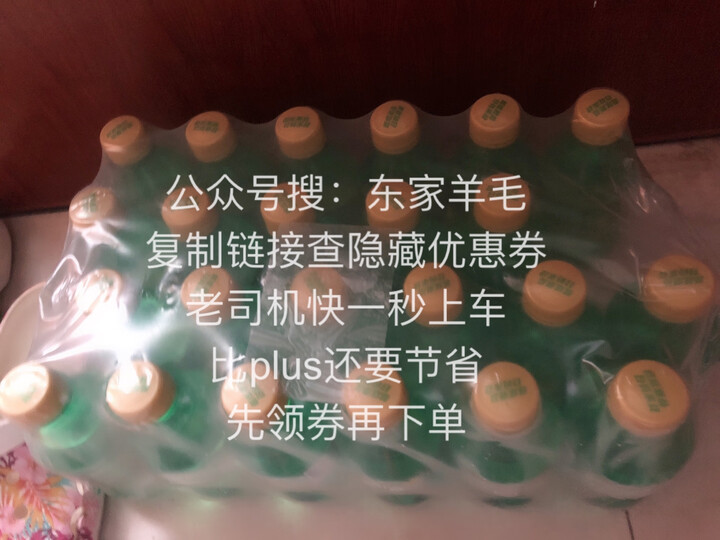 公众号搜：东家羊毛
复制链接查隐藏优惠券
老司机快一秒上车
比plus还要节省
先领券再下单